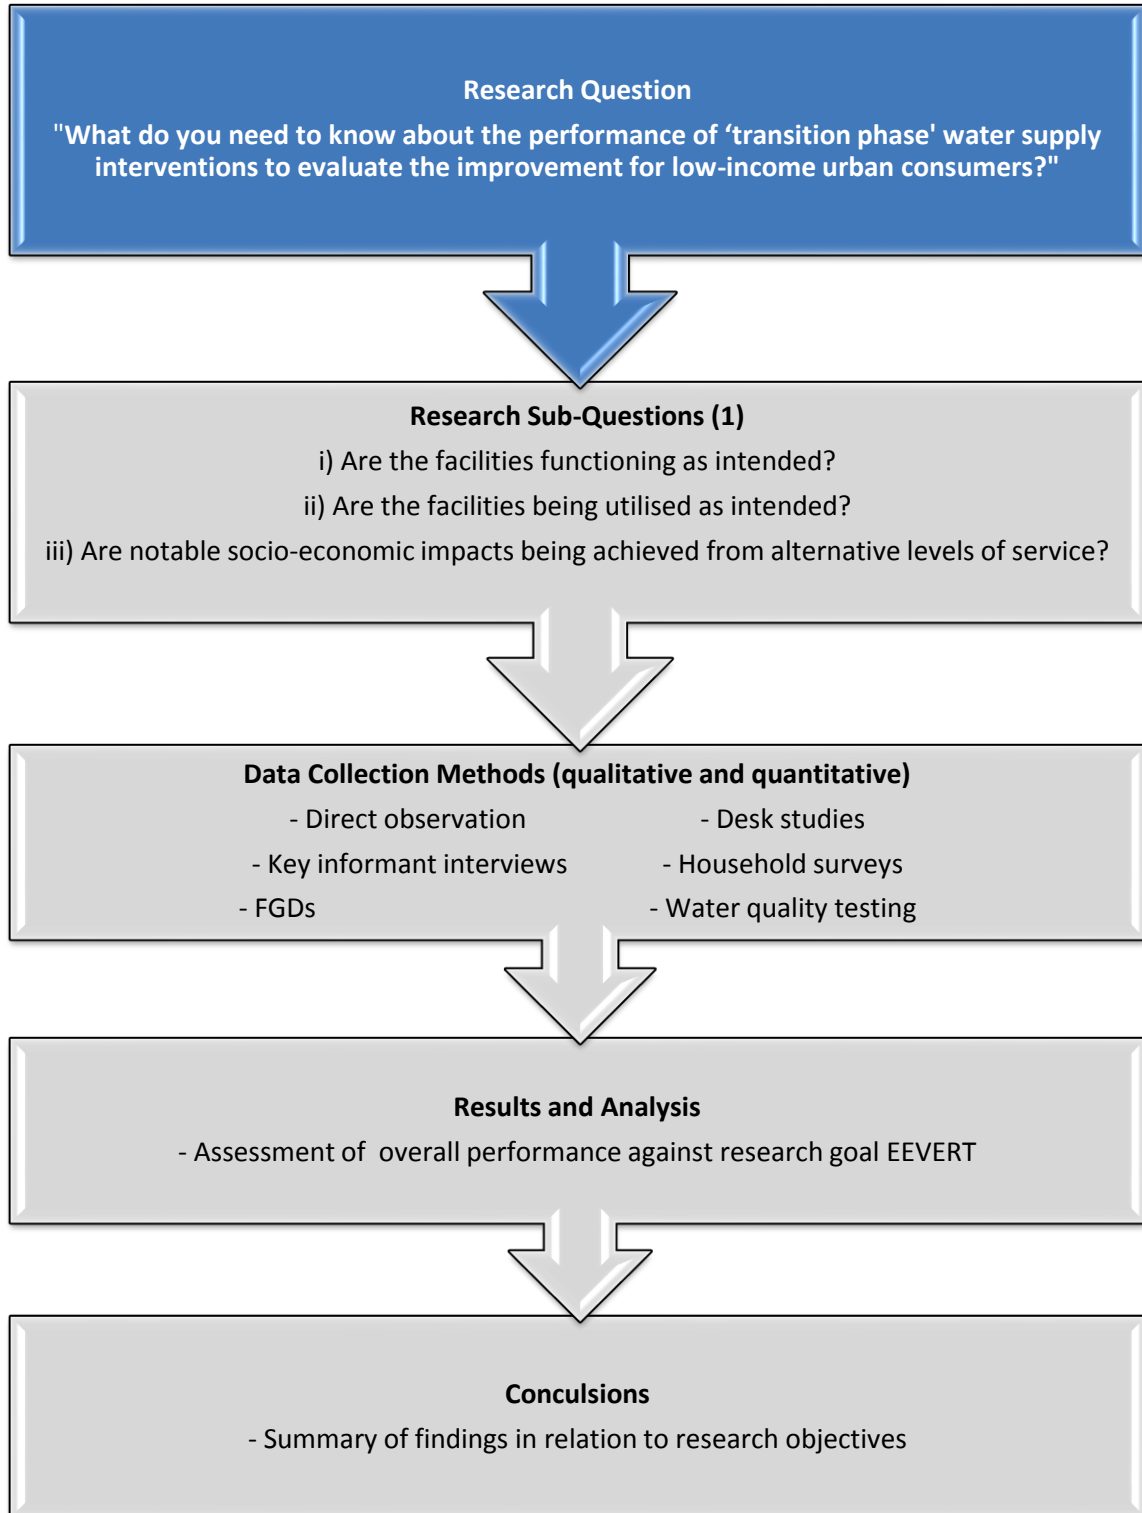 Research Question
"What do you need to know about the performance of ‘transition phase' water supply
interventions to evaluate the improvement for low-income urban consumers?"
Research Sub-Questions (1)
i) Are the facilities functioning as intended?
ii) Are the facilities being utilised as intended?
iii) Are notable socio-economic impacts being achieved from alternative levels of service?
Data Collection Methods (qualitative and quantitative)
- Direct observation - Desk studies
- Key informant interviews - Household surveys
- FGDs - Water quality testing
Results and Analysis
- Assessment of overall performance against research goal EEVERT
Conculsions
- Summary of findings in relation to research objectives